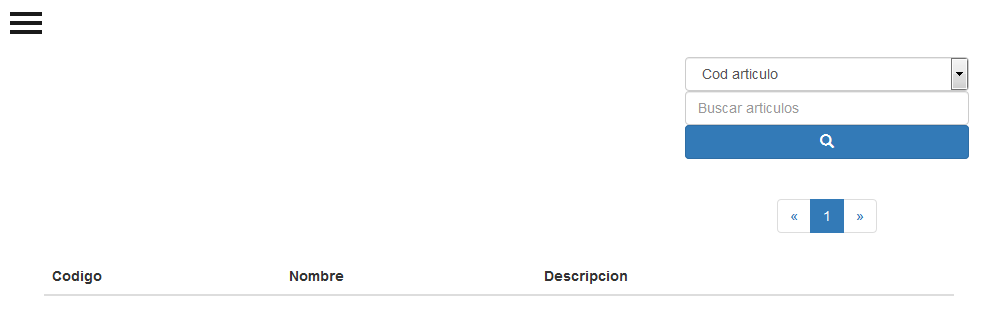 Cod articulo
Buscar articulos
« 1 »
Codigo Nombre Descripcion